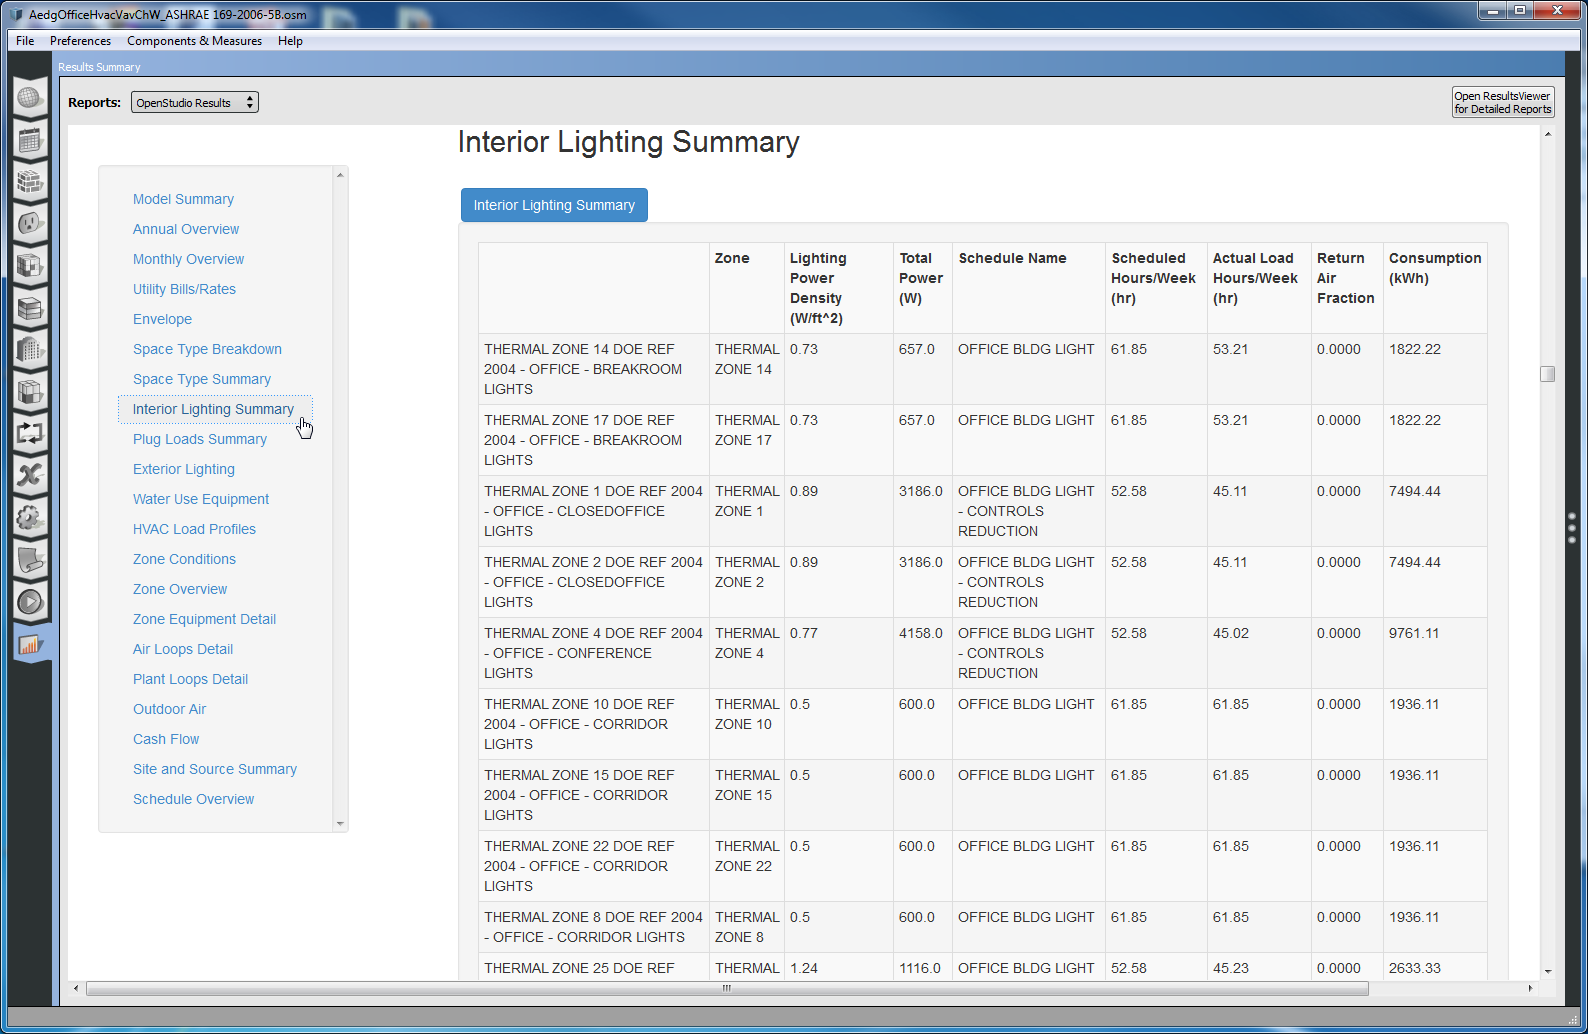 AedgOfficeHvacVavChW_ASHRAE 169-2006-5B.osm
File Preferences Components & Measures Help
Results Summary
Reports: OpenStudio Results
Open ResultsViewer
for Detailed Reports
Model Summary
Annual Overview
Monthly Overview
Utility Bills/Rates
Envelope
Space Type Breakdown
Space Type Summary
Interior Lighting Summary
Plug Loads Summary
Exterior Lighting
Water Use Equipment
HVAC Load Profiles
Zone Conditions
Zone Overview
Zone Equipment Detail
Air Loops Detail
Plant Loops Detail
Outdoor Air
Cash Flow
Site and Source Summary
Schedule Overview
Interior Lighting Summary
Interior Lighting Summary
Zone Lighting Total Schedule Name Scheduled Actual Load Return Consumption
Power Power Hours/Week Hours/Week Air (kWh)
Density (W) (hr) (hr) Fraction
(W/ft^2)
THERMAL ZONE 14 DOE REF THERMAL 0.73 657.0 OFFICE BLDG LIGHT 61.85 53.21 0.0000 1822.22
2004 - OFFICE - BREAKROOM ZONE 14
LIGHTS
THERMAL ZONE 17 DOE REF THERMAL 0.73 657.0 OFFICE BLDG LIGHT 61.85 53.21 0.0000 1822.22
2004 - OFFICE - BREAKROOM ZONE 17
LIGHTS
THERMAL ZONE 1 DOE REF 2004 THERMAL 0.89 3186.0 OFFICE BLDG LIGHT 52.58 45.11 0.0000 7494.44
- OFFICE - CLOSEDOFFICE ZONE 1 - CONTROLS
LIGHTS REDUCTION
THERMAL ZONE 2 DOE REF 2004 THERMAL 0.89 3186.0 OFFICE BLDG LIGHT 52.58 45.11 0.0000 7494.44
- OFFICE - CLOSEDOFFICE ZONE 2 - CONTROLS
LIGHTS REDUCTION
THERMAL ZONE 4 DOE REF 2004 THERMAL 0.77 4158.0 OFFICE BLDG LIGHT 52.58 45.02 0.0000 9761.11
- OFFICE - CONFERENCE ZONE 4 - CONTROLS
LIGHTS REDUCTION
THERMAL ZONE 10 DOE REF THERMAL 0.5 600.0 OFFICE BLDG LIGHT 61.85 61.85 0.0000 1936.11
2004 - OFFICE - CORRIDOR ZONE 10
LIGHTS
THERMAL ZONE 15 DOE REF THERMAL 0.5 600.0 OFFICE BLDG LIGHT 61.85 61.85 0.0000 1936.11
2004 - OFFICE - CORRIDOR ZONE 15
LIGHTS
THERMAL ZONE 22 DOE REF THERMAL 0.5 600.0 OFFICE BLDG LIGHT 61.85 61.85 0.0000 1936.11
2004 - OFFICE - CORRIDOR ZONE 22
LIGHTS
THERMAL ZONE 8 DOE REF 2004 THERMAL 0.5 600.0 OFFICE BLDG LIGHT 61.85 61.85 0.0000 1936.11
- OFFICE - CORRIDOR LIGHTS ZONE 8
THERMAL ZONE 25 DOE REF THERMAL 1.24 1116.0 OFFICE BLDG LIGHT 52.58 45.23 0.0000 2633.33